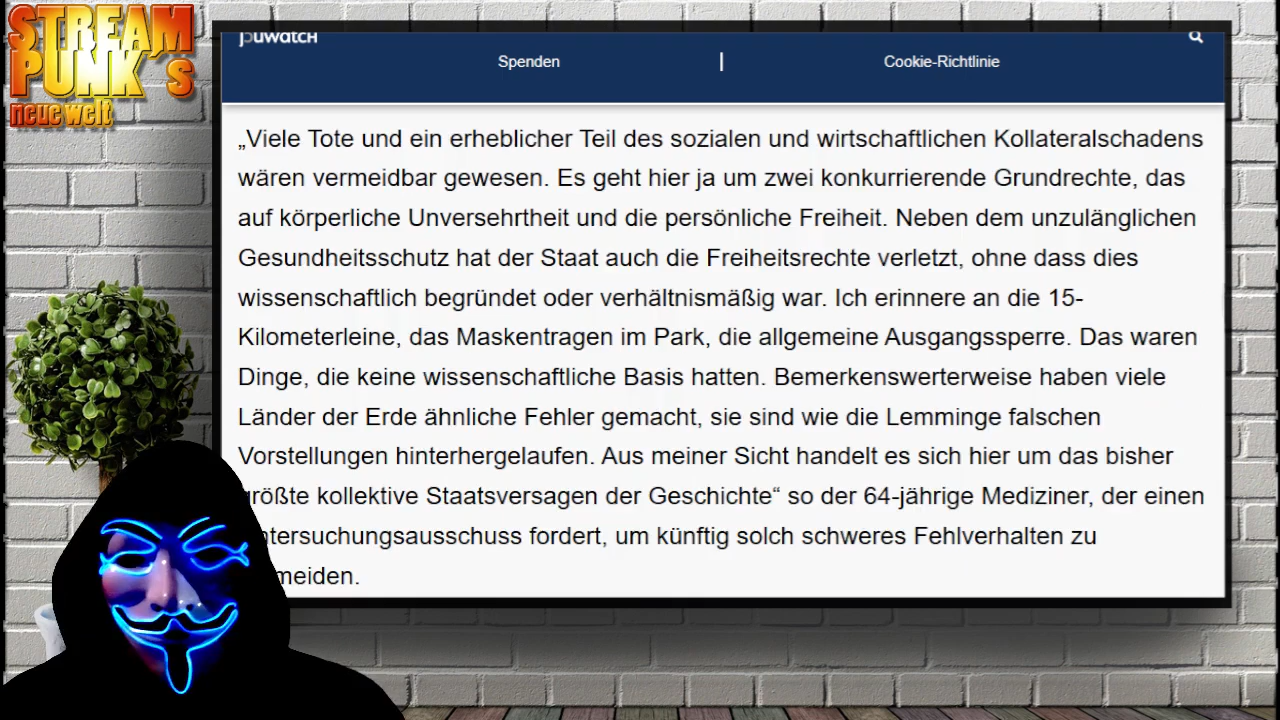 STREAM
PUNK´s
neue welt
jouwatch
Spenden | Cookie-Richtlinie
„Viele Tote und ein erheblicher Teil des sozialen und wirtschaftlichen Kollateralschadens
wären vermeidbar gewesen. Es geht hier ja um zwei konkurrierende Grundrechte, das
auf körperliche Unversehrtheit und die persönliche Freiheit. Neben dem unzulänglichen
Gesundheitsschutz hat der Staat auch die Freiheitsrechte verletzt, ohne dass dies
wissenschaftlich begründet oder verhältnismäßig war. Ich erinnere an die 15-
Kilometerleine, das Maskentragen im Park, die allgemeine Ausgangssperre. Das waren
Dinge, die keine wissenschaftliche Basis hatten. Bemerkenswerterweise haben viele
Länder der Erde ähnliche Fehler gemacht, sie sind wie die Lemminge falschen
Vorstellungen hinterhergelaufen. Aus meiner Sicht handelt es sich hier um das bisher
größte kollektive Staatsversagen der Geschichte“ so der 64-jährige Mediziner, der einen
ntersuchungsausschuss fordert, um künftig solch schweres Fehlverhalten zu
meiden.